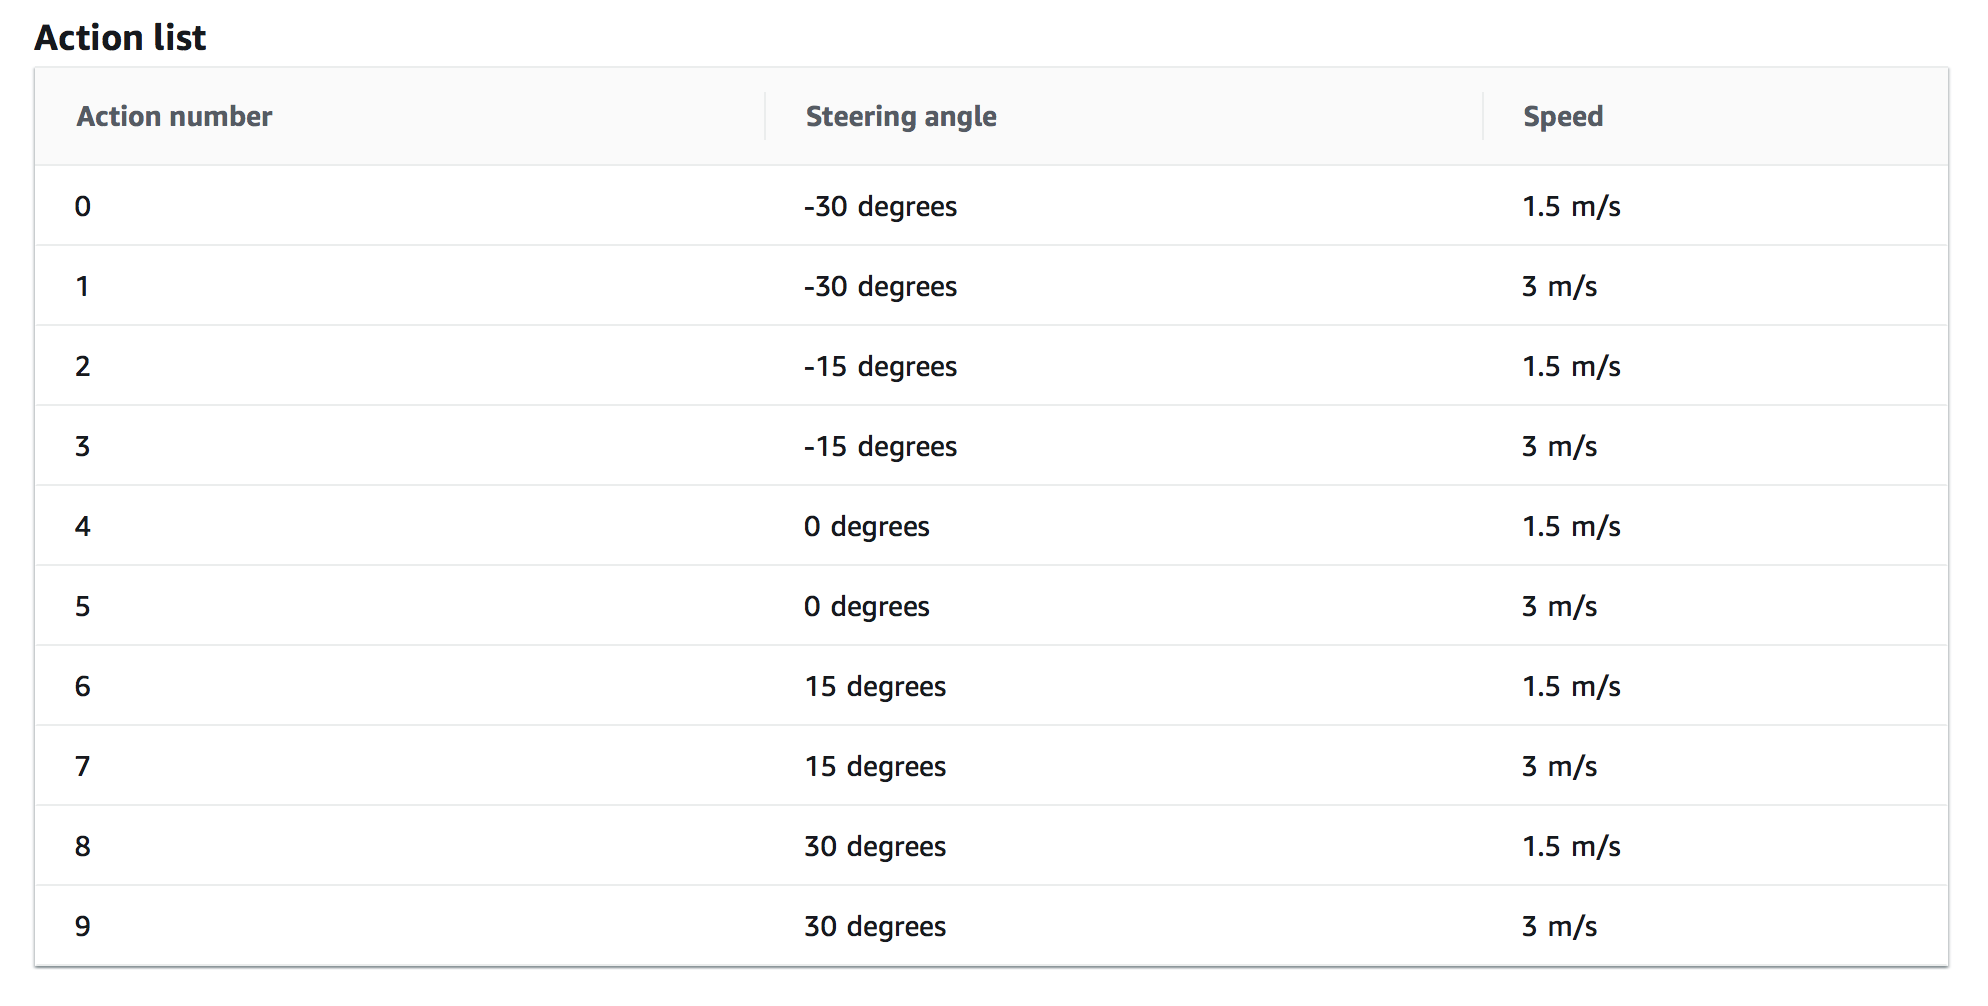 Action list
Action number Steering angle Speed
0 -30 degrees 1.5 m/s
1 -30 degrees 3 m/s
2 -15 degrees 1.5 m/s
3 -15 degrees 3 m/s
4 0 degrees 1.5 m/s
5 0 degrees 3 m/s
6 15 degrees 1.5 m/s
7 15 degrees 3 m/s
8 30 degrees 1.5 m/s
9 30 degrees 3 m/s